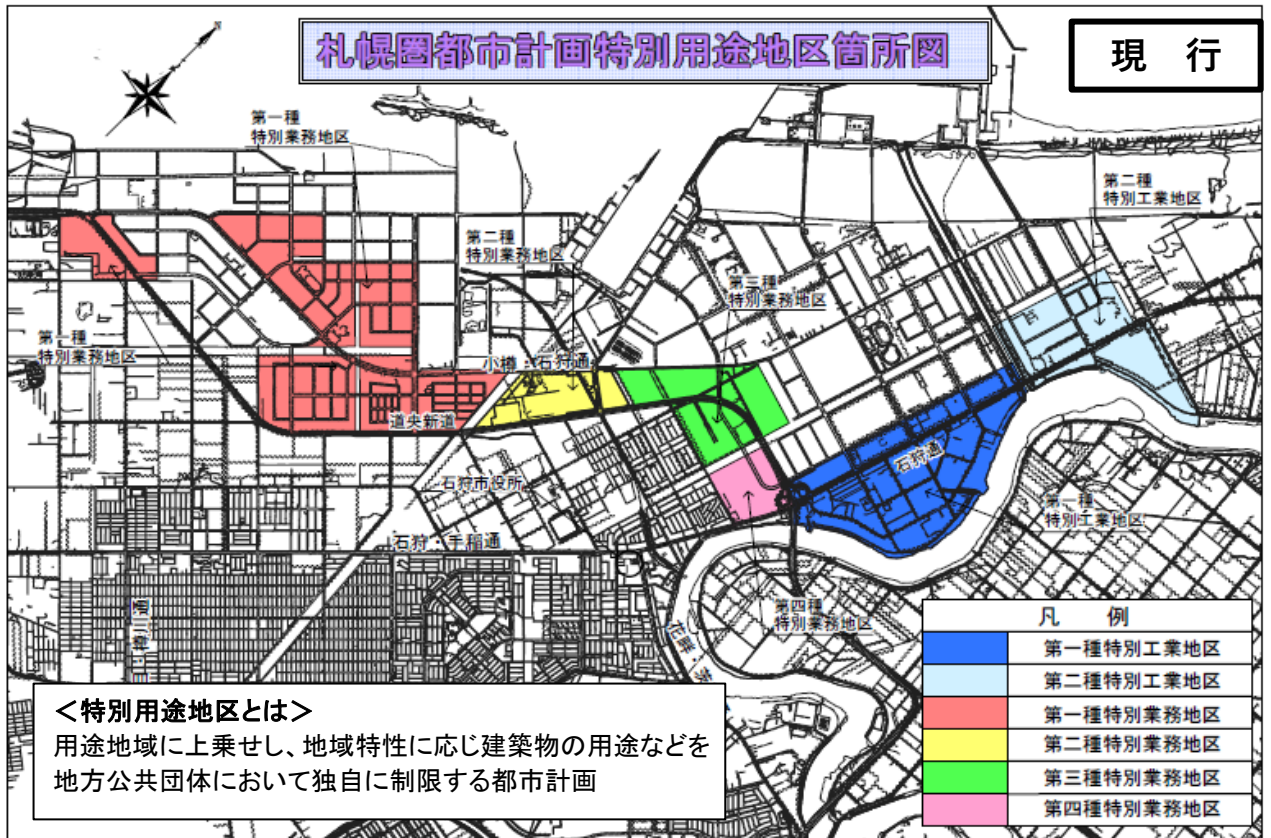 札幌圏都市計画特別用途地区箇所図
現 行
N
第一種
特別業務地区
第二種
特別工業地区
第二種
特別業務地区
第三種
特別業務地区
第一種
特別業務地区
小樽・石狩通
道央新道
石狩通
石狩市役所
第一種
特別工業地区
石狩・手稲通
第四種
特別業務地区
樽川通
花畔・
凡 例
第一種特別工業地区
第二種特別工業地区
第一種特別業務地区
第二種特別業務地区
第三種特別業務地区
第四種特別業務地区
＜特別用途地区とは＞
用途地域に上乗せし、地域特性に応じ建築物の用途などを
地方公共団体において独自に制限する都市計画